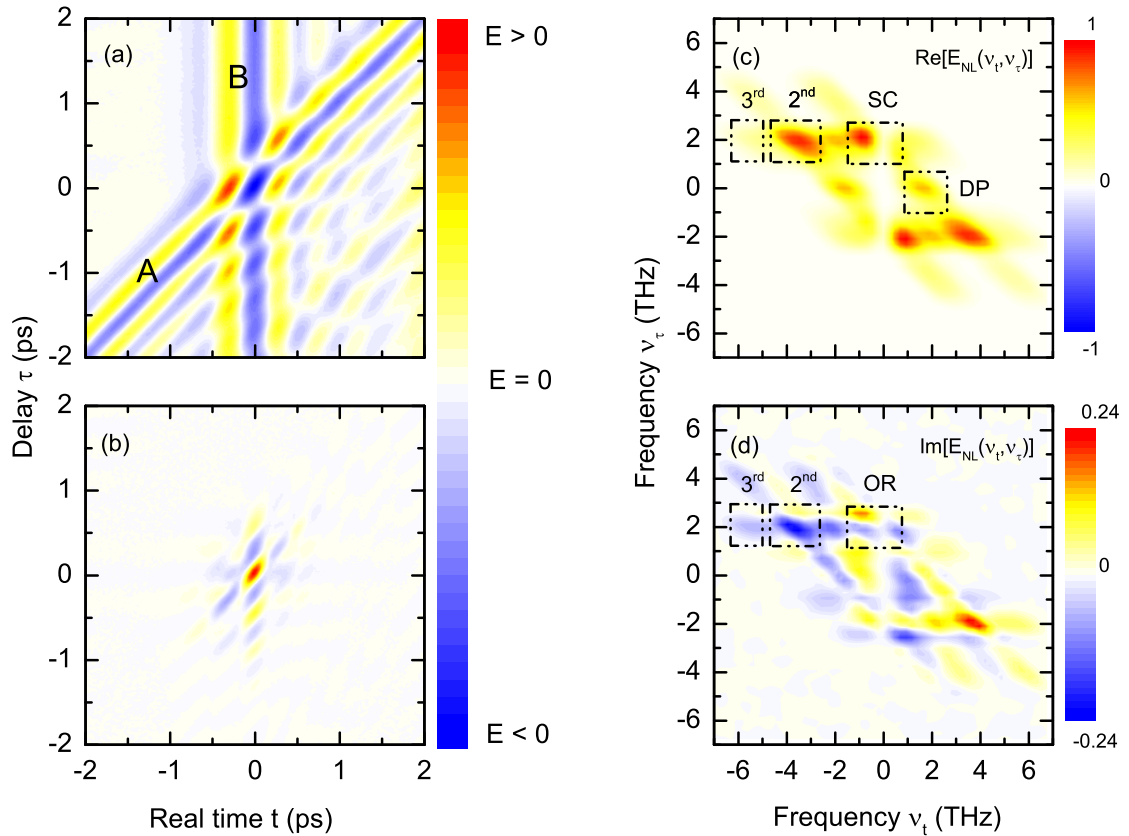 (a)
B
A
2
1
0
-1
-2
Delay τ (ps)
(b)
2
1
0
-1
-2
-2 -1 0 1 2
Real time t (ps)
E > 0
E = 0
E < 0
(c)
Re[E_NL(ν_t,ν_τ)]
3rd 2nd SC
DP
6
4
2
0
-2
-4
-6
1
0
-1
Frequency ν_τ (THz)
(d)
Im[E_NL(ν_t,ν_τ)]
3rd 2nd OR
6
4
2
0
-2
-4
-6
0.24
0
-0.24
-6 -4 -2 0 2 4 6
Frequency ν_t (THz)